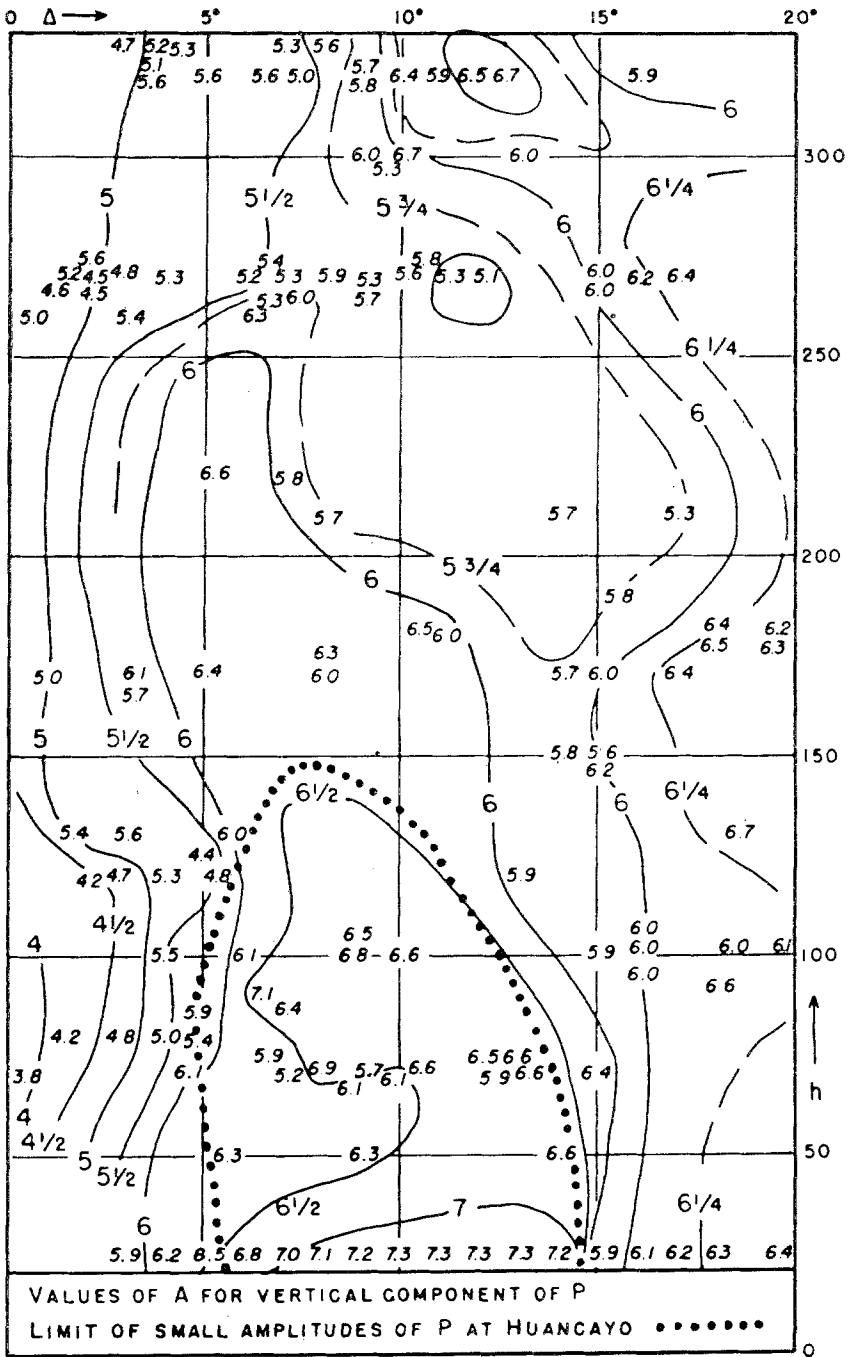 0 Δ → 5° 10° 15° 20°
4.7 5.2 5.3 5.3 5.6
5.1 5.7
5.6 5.6 5.6 5.0 5.8 6.4 5.9 6.5 6.7 5.9
6
6.0 6.7 6.0 300
5.3
5 5 1/2 5 3/4 6 6 1/4
5.6 5.4 5.8
5.2 4.5 4.8 5.3 5.2 5.3 5.9 5.3 5.6 5.3 5.1 6.0 6.2 6.4
4.6 4.5 5.3 6.0 5.7 6.0
5.0 5.4 6.3
6 1/4 250
6
6
6.6 5.8
5.7 5.7 5.3
5 3/4 200
6 5.8
6.5 6.0 6.4 6.2
6.3 6.5 6.3
5.0 6.1 6.4 6.0 5.7 6.0 6.4
5.7
5 5 1/2 6 5.8 5.6 150
6.2
6 1/2 6 6 6 1/4
5.4 5.6 6.0 6.7
4.4
4.2 4.7 5.3 4.8 5.9
4 1/2
4 6.5 6.0
5.5 6.1 6.8 6.6 5.9 6.0 6.0 6.1 100
6.0 6.6
7.1
5.9 6.4
4.2 4.8 5.0 5.4
5.9 6.5 6.6
3.8 6.1 5.2 6.9 5.7 6.6 5.9 6.6 6.4 h
6.1 6.1
4
4 1/2 5 6.3 6.3 6.6 50
5 1/2
6 6 1/2 7 6 1/4
5.9 6.2 6.5 6.8 7.0 7.1 7.2 7.3 7.3 7.3 7.3 7.2 5.9 6.1 6.2 6.3 6.4
VALUES OF A FOR VERTICAL COMPONENT OF P
LIMIT OF SMALL AMPLITUDES OF P AT HUANCAYO
0